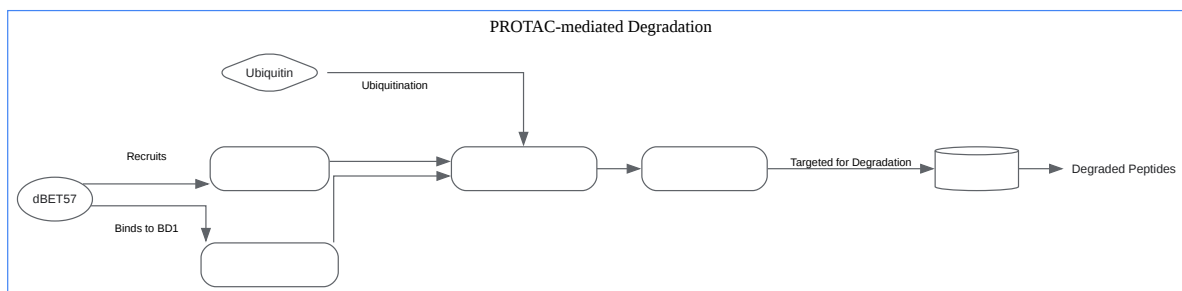 PROTAC-mediated Degradation
Ubiquitin
Ubiquitination
Recruits
Targeted for Degradation
Degraded Peptides
dBET57
Binds to BD1